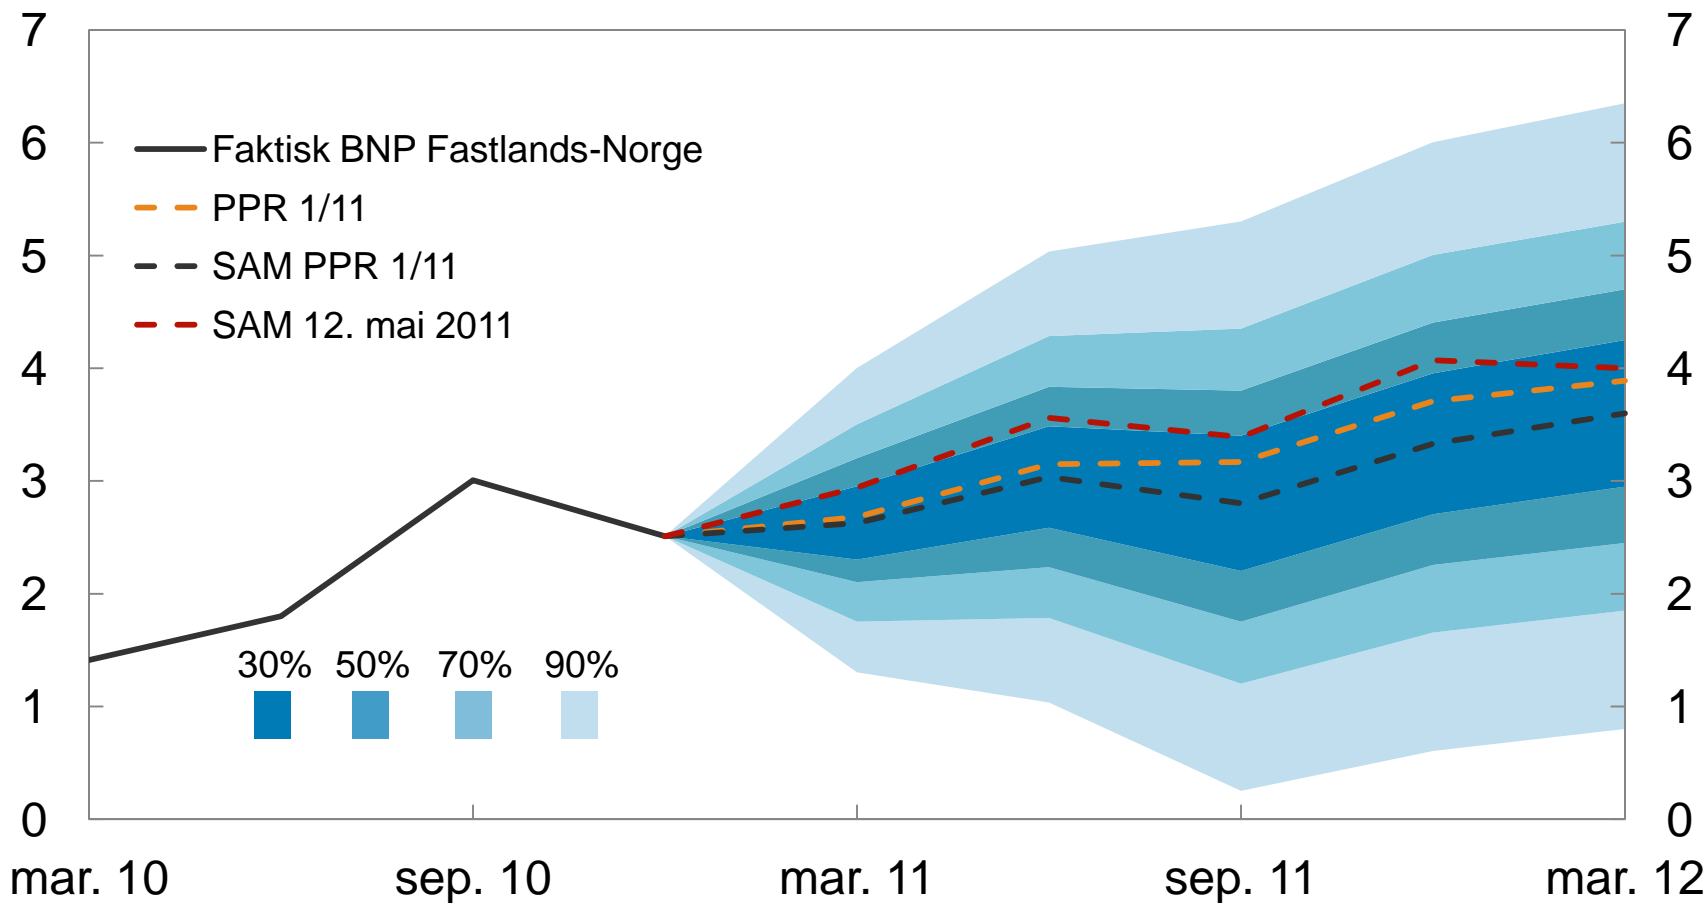 7 7
6 6
5 5
4 4
3 3
2 2
1 1
0 0
Faktisk BNP Fastlands-Norge
PPR 1/11
SAM PPR 1/11
SAM 12. mai 2011
30% 50% 70% 90%
mar. 10 sep. 10 mar. 11 sep. 11 mar. 12